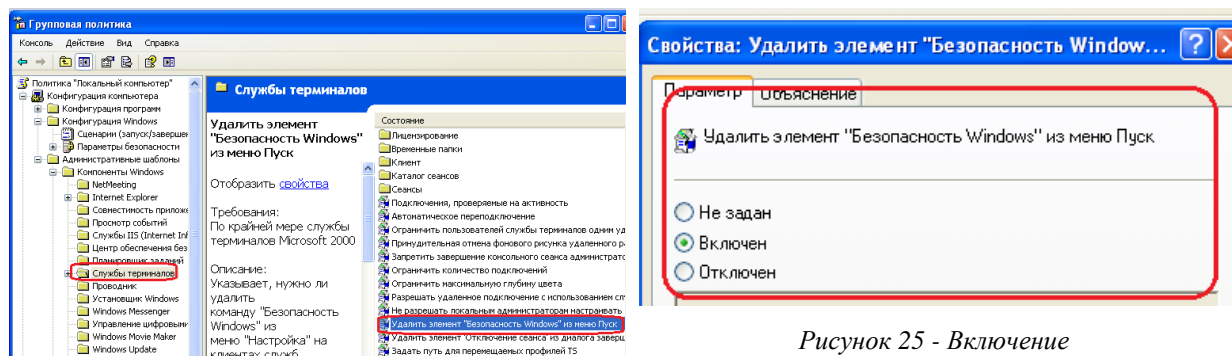 Групповая политика
Консоль Действие Вид Справка
Политика "Локальный компьютер"
Конфигурация компьютера
Конфигурация программ
Конфигурация Windows
Сценарии (запуск/завершен
Параметры безопасности
Административные шаблоны
Компоненты Windows
NetMeeting
Internet Explorer
Совместимость приложе
Просмотр событий
Службы IIS (Internet Inf
Центр обеспечения без
Планировщик заданий
Службы терминалов
Проводник
Установщик Windows
Windows Messenger
Управление цифровыми
Windows Movie Maker
Windows Update
Службы терминалов
Удалить элемент
"Безопасность Windows"
из меню Пуск
Отобразить свойства
Требования:
По крайней мере службы
терминалов Microsoft 2000
Описание:
Указывает, нужно ли
удалить
команду "Безопасность
Windows" из
меню "Настройка" на
клиентах служб
Состояние
Лицензирование
Временные папки
Клиент
Каталог сеансов
Сеансы
Подключения, проверяемые на активность
Автоматическое переподключение
Ограничить пользователей службы терминалов одним уд
Принудительная отмена фонового рисунка удаленного р
Запретить завершение консольного сеанса администрато
Ограничить количество подключений
Ограничить максимальную глубину цвета
Разрешать удаленное подключение с использованием
Не разрешать локальным администраторам настраивать
Удалить элемент "Безопасность Windows" из меню Пуск
Удалить элемент "Отключение сеанса" из диалога заверш
Задать путь для перемещаемых профилей TS
Свойства: Удалить элемент "Безопасность Window...
Параметр Объяснение
Удалить элемент "Безопасность Windows" из меню Пуск
Не задан
Включен
Отключен
Рисунок 25 - Включение